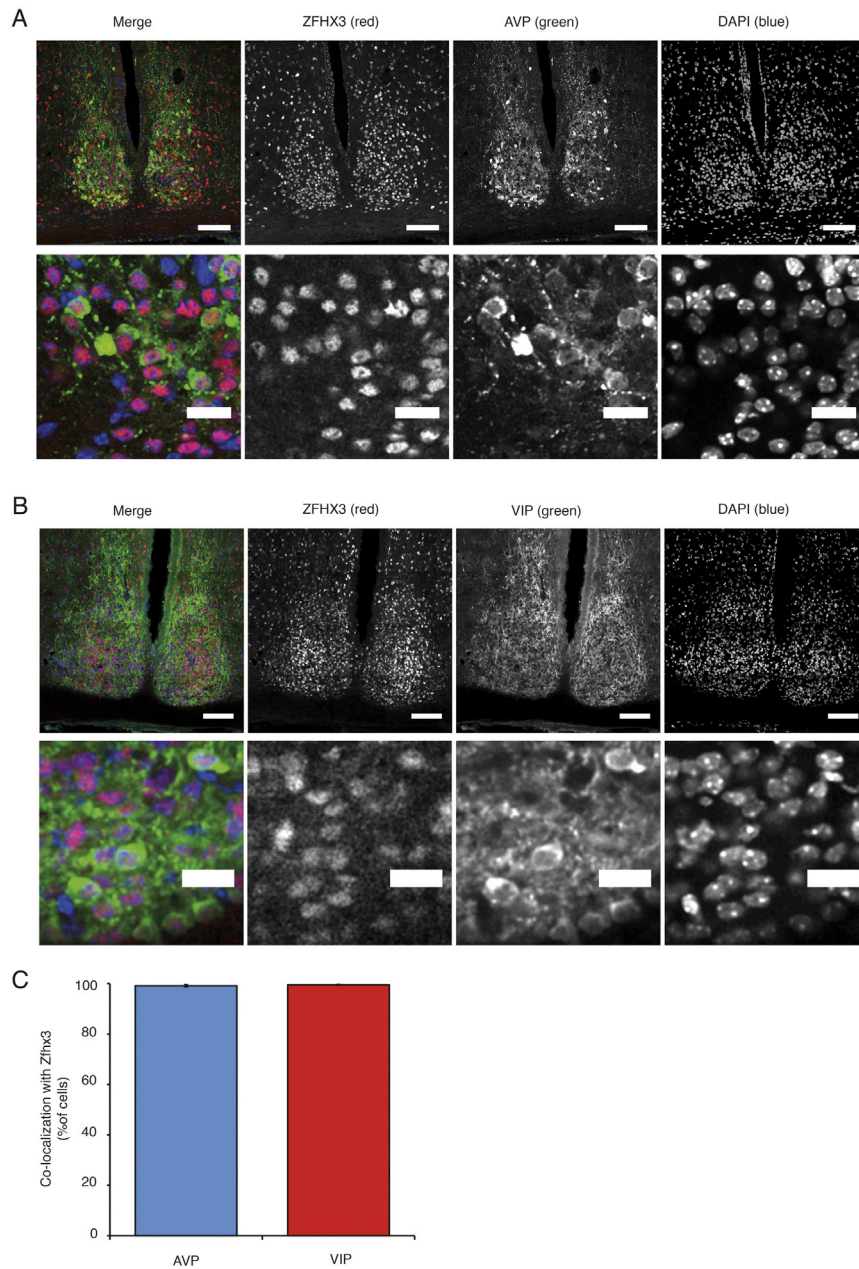 A
Merge ZFHX3 (red) AVP (green) DAPI (blue)
B
Merge ZFHX3 (red) VIP (green) DAPI (blue)
C
Co-localization with Zfhx3
(%of cells)
100
80
60
40
20
0
AVP VIP